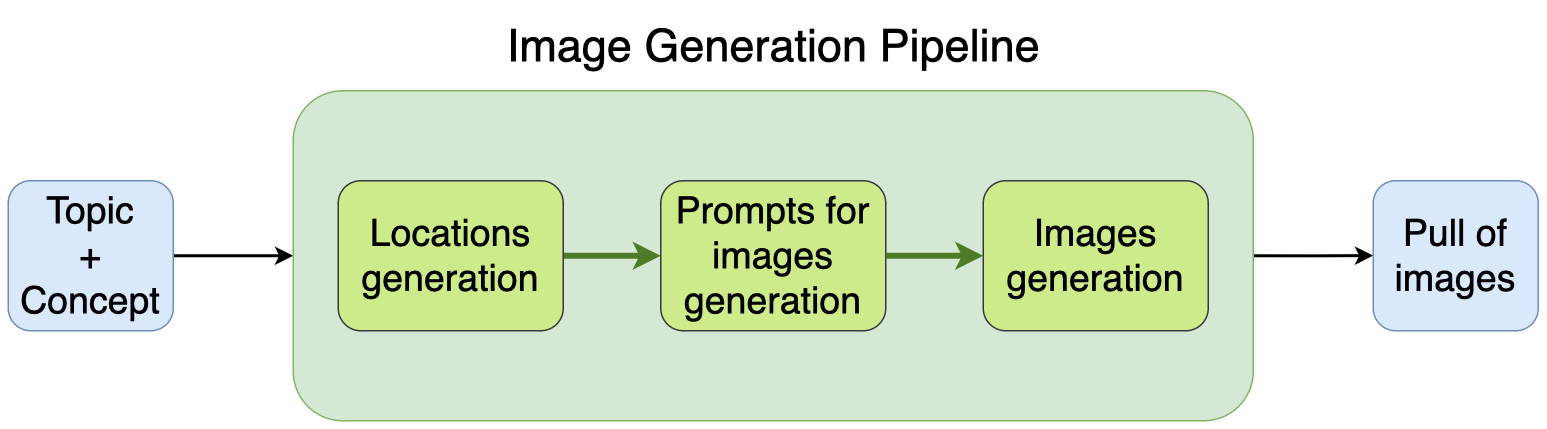 Image Generation Pipeline
Topic
+
Concept
Locations
generation
Prompts for
images
generation
Images
generation
Pull of
images